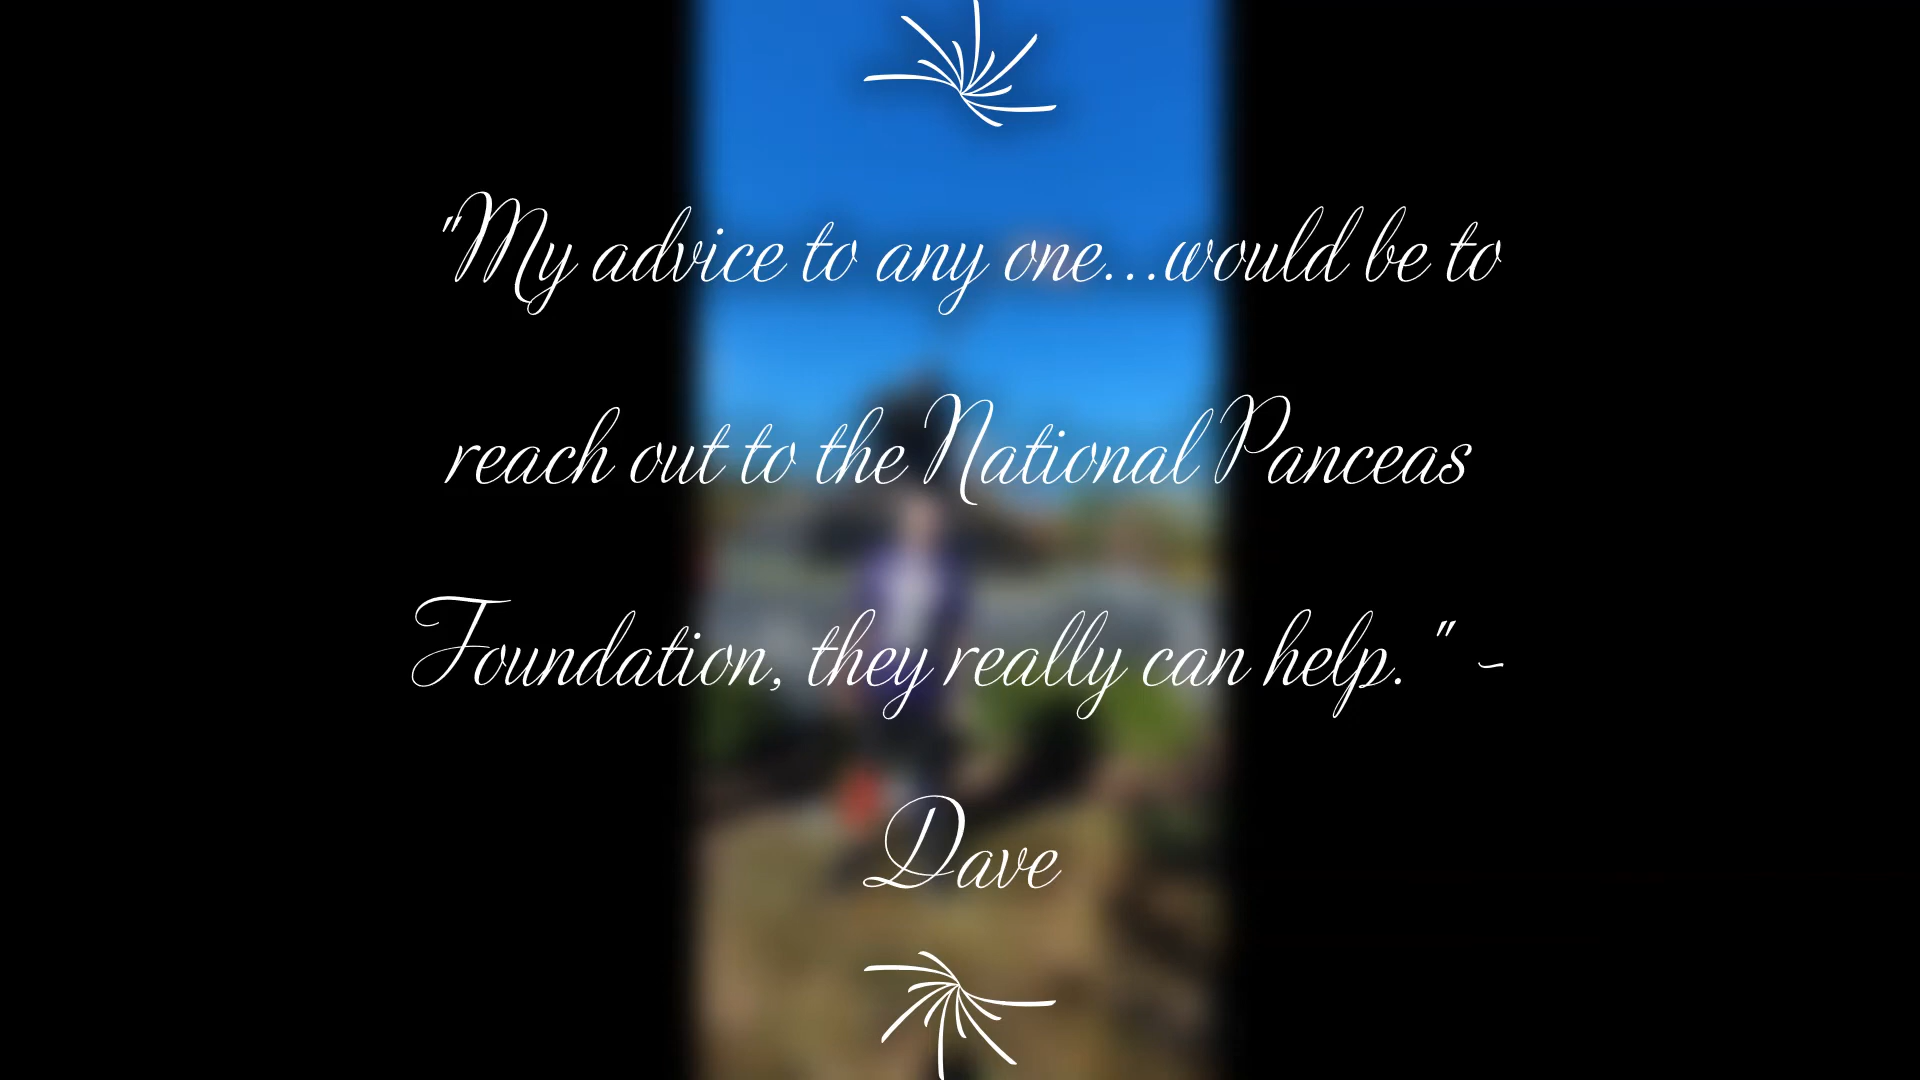 "My advice to any one...would be to
reach out to the National Panceas
Foundation, they really can help." -
Dave